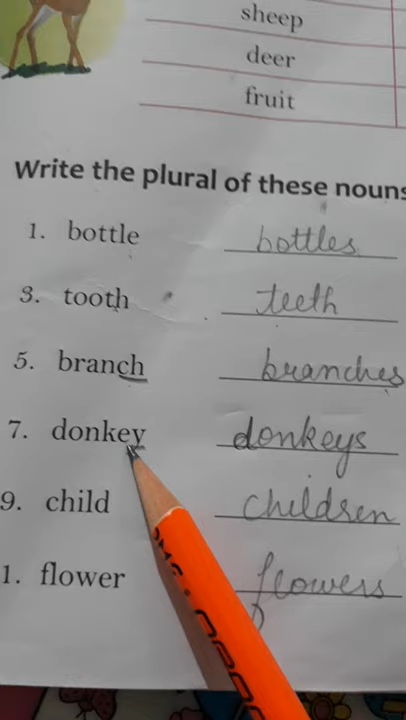 sheep
deer
fruit
Write the plural of these nouns
1. bottle bottles
3. tooth teeth
5. branch branches
7. donkey donkeys
9. child children
1. flower flowers